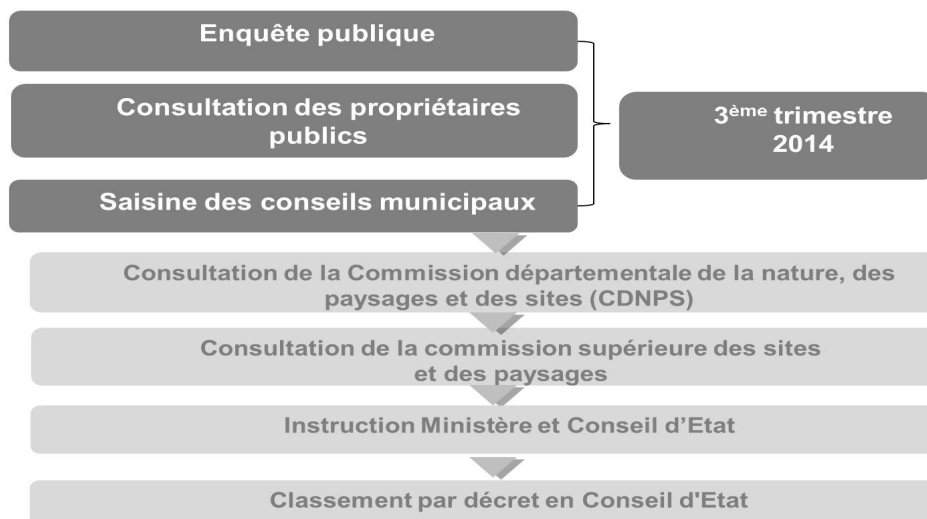 Enquête publique
Consultation des propriétaires
publics
3ème trimestre
2014
Saisine des conseils municipaux
Consultation de la Commission départementale de la nature, des
paysages et des sites (CDNPS)
Consultation de la commission supérieure des sites
et des paysages
Instruction Ministère et Conseil d’Etat
Classement par décret en Conseil d'Etat